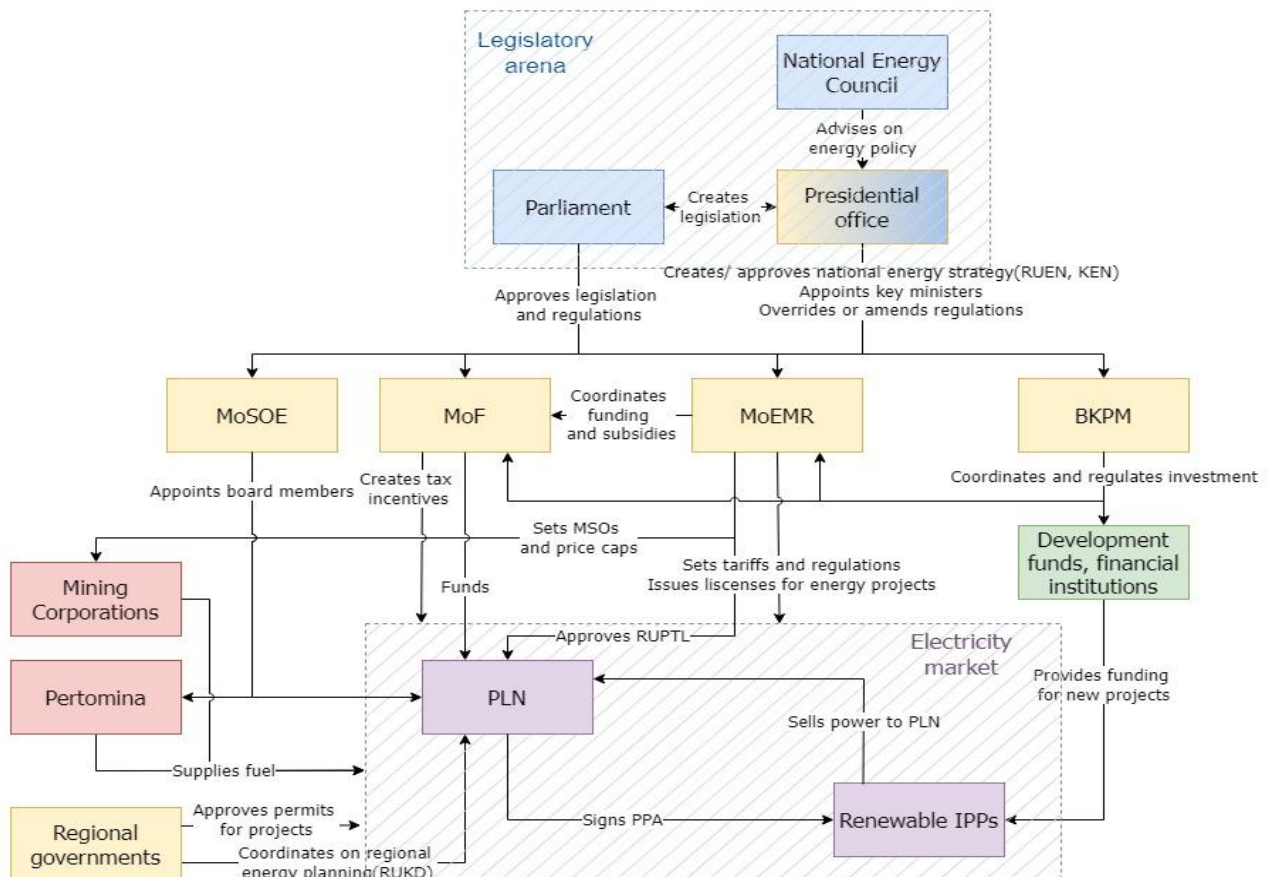 Legislatory
arena
National Energy
Council
Advises on
energy policy
Parliament
Creates
legislation
Presidential
office
Approves legislation
and regulations
Creates/ approves national energy strategy(RUEN, KEN)
Appoints key ministers
Overrides or amends regulations
MoSOE
MoF
Coordinates
funding
and subsidies
MoEMR
BKPM
Appoints board members
Creates tax
incentives
Coordinates and regulates investment
Sets MSOs
and price caps
Mining
Corporations
Funds
Sets tariffs and regulations
Issues liscenses for energy projects
Development
funds, financial
institutions
Approves RUPTL
Electricity
market
Pertomina
PLN
Provides funding
for new projects
Sells power to PLN
Supplies fuel
Regional
governments
Approves permits
for projects
Coordinates on regional
energy planning(RUKD)
Signs PPA
Renewable IPPs